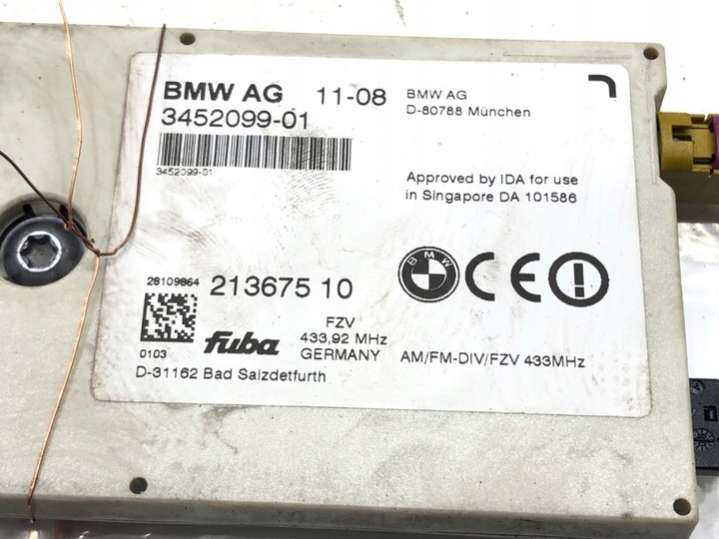 BMW AG 11-08
3452099-01
3452099-01
BMW AG
D-80788 München
Approved by IDA for use
in Singapore DA 101586
28109864
213675 10
BMW
CE
FZV
433,92 MHz
0103
fuba
GERMANY
AM/FM-DIV/FZV 433MHz
D-31162 Bad Salzdetfurth